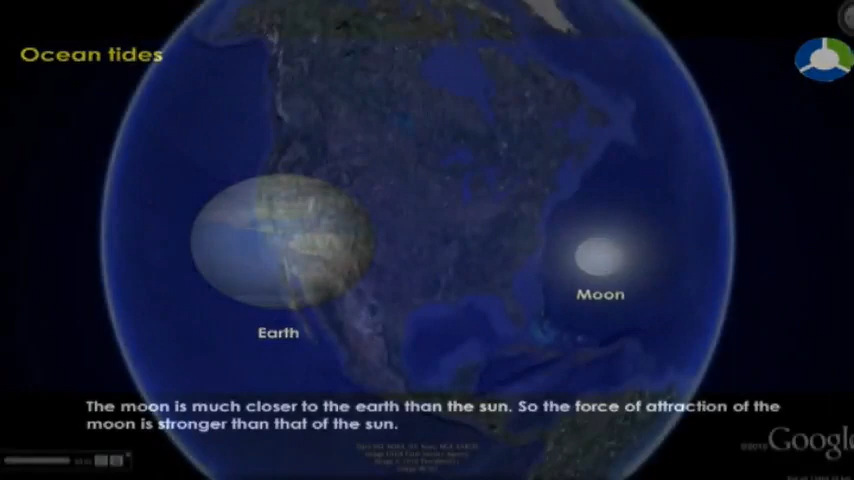 Ocean tides
Moon
Earth
The moon is much closer to the earth than the sun. So the force of attraction of the
moon is stronger than that of the sun.
©2010 Google